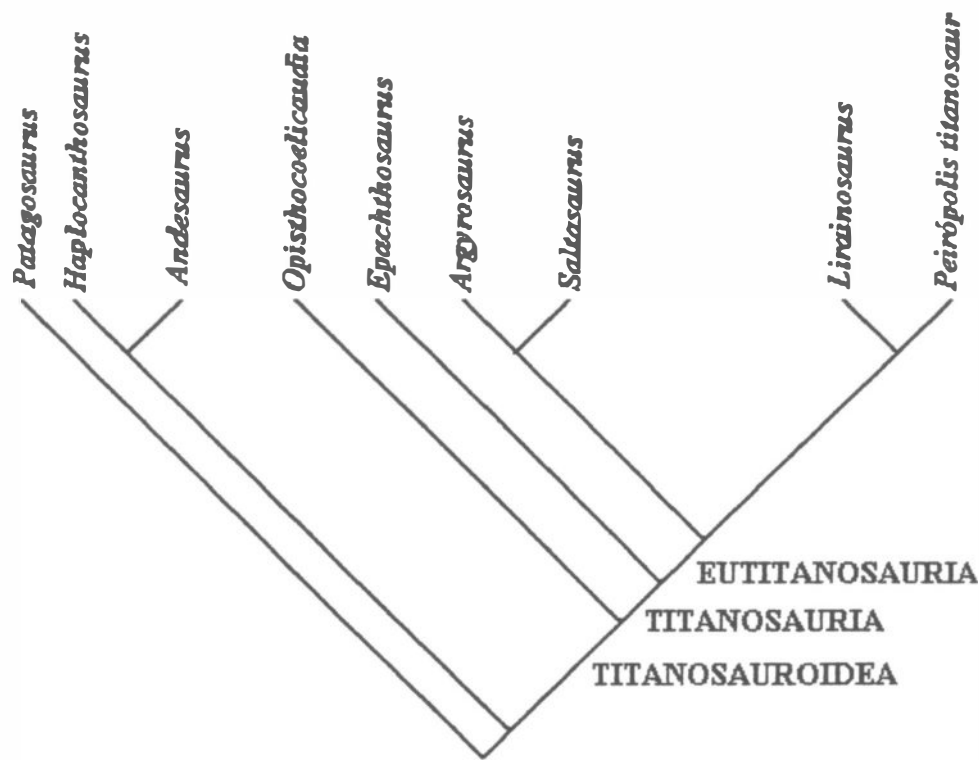 Patagosaurus
Haplocanthosaurus
Andesaurus
Opisthocoelicaudia
Epachthosaurus
Argyrosaurus
Saltasaurus
Lirainosaurus
Peirópolis titanosaur
EUTITANOSAURIA
TITANOSAURIA
TITANOSAUROIDEA